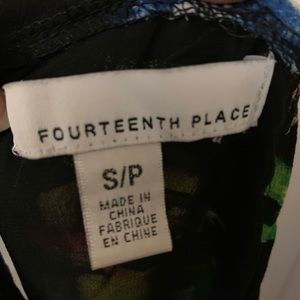 FOURTEENTH PLACE
S/P
MADE IN
CHINA
FABRIQUE
EN CHINE